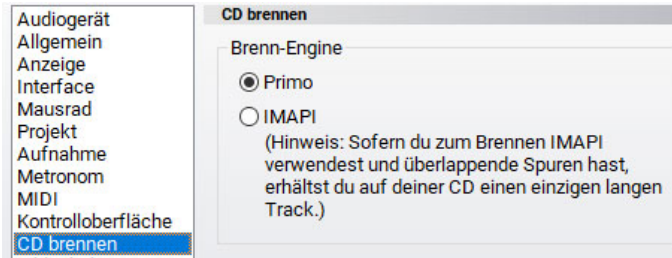 Audiogerät
Allgemein
Anzeige
Interface
Mausrad
Projekt
Aufnahme
Metronom
MIDI
Kontrolloberfläche
CD brennen
CD brennen
Brenn-Engine
Primo
IMAPI
(Hinweis: Sofern du zum Brennen IMAPI
verwendest und überlappende Spuren hast,
erhältst du auf deiner CD einen einzigen langen
Track.)